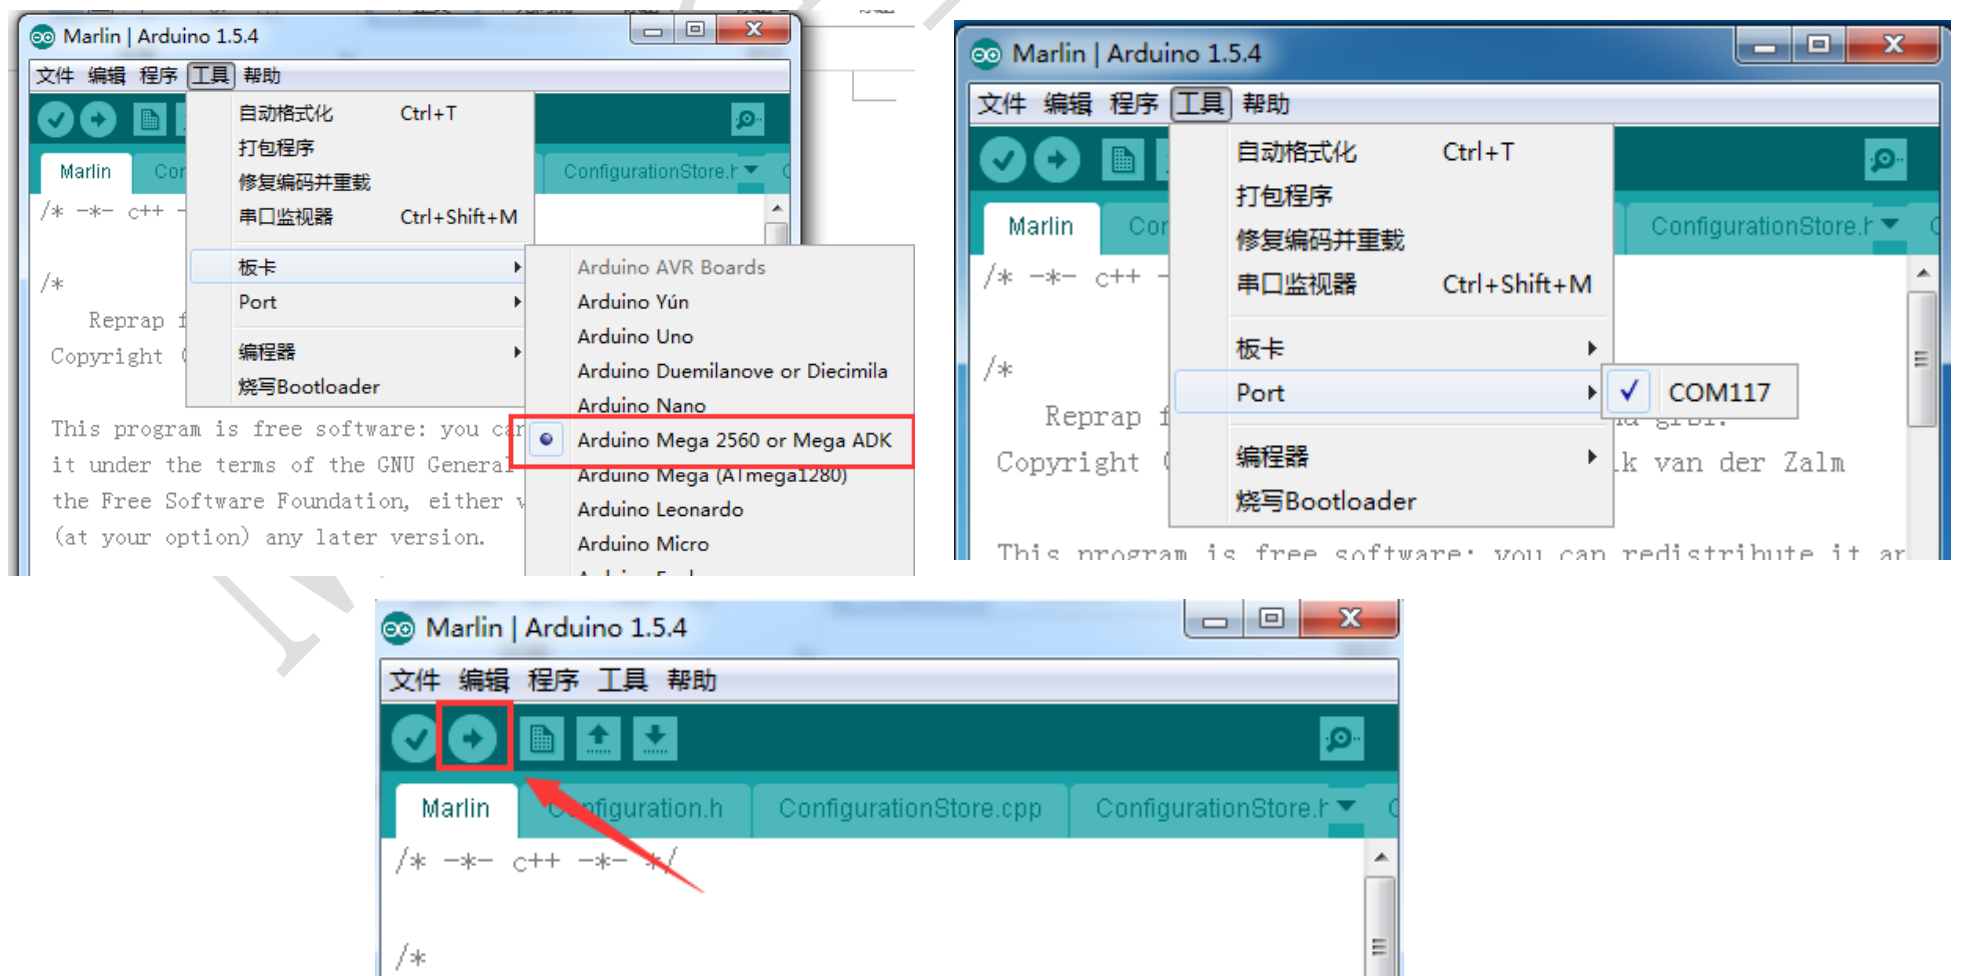 Marlin | Arduino 1.5.4
文件 编辑 程序 工具 帮助
自动格式化 Ctrl+T
打包程序
修复编码并重载
串口监视器 Ctrl+Shift+M
板卡
Port
编程器
烧写Bootloader
Marlin
ConfigurationStore.h
/* -*- c++ -
/*
Reprap
Copyright
This program is free software: you can
it under the terms of the GNU General
the Free Software Foundation, either
(at your option) any later version.
Arduino AVR Boards
Arduino Yún
Arduino Uno
Arduino Duemilanove or Diecimila
Arduino Nano
Arduino Mega 2560 or Mega ADK
Arduino Mega (ATmega1280)
Arduino Leonardo
Arduino Micro
Marlin | Arduino 1.5.4
文件 编辑 程序 工具 帮助
自动格式化 Ctrl+T
打包程序
修复编码并重载
串口监视器 Ctrl+Shift+M
板卡
Port
COM117
编程器
烧写Bootloader
Marlin
ConfigurationStore.h
/* -*- c++ -
/*
Reprap
Copyright van der Zalm
This program is free software: you can redistribute it
Marlin | Arduino 1.5.4
文件 编辑 程序 工具 帮助
Marlin Configuration.h ConfigurationStore.cpp ConfigurationStore.h
/* -*- c++ -*- */
/*